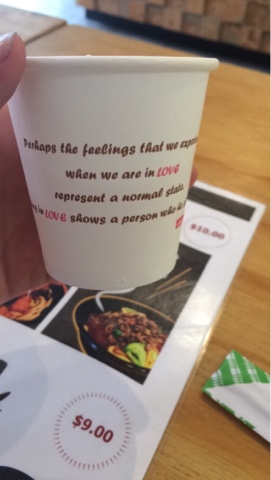 Perhaps the feelings that we
when we are in LOVE
represent a normal state.
in LOVE shows a person who
$10.00
$9.00